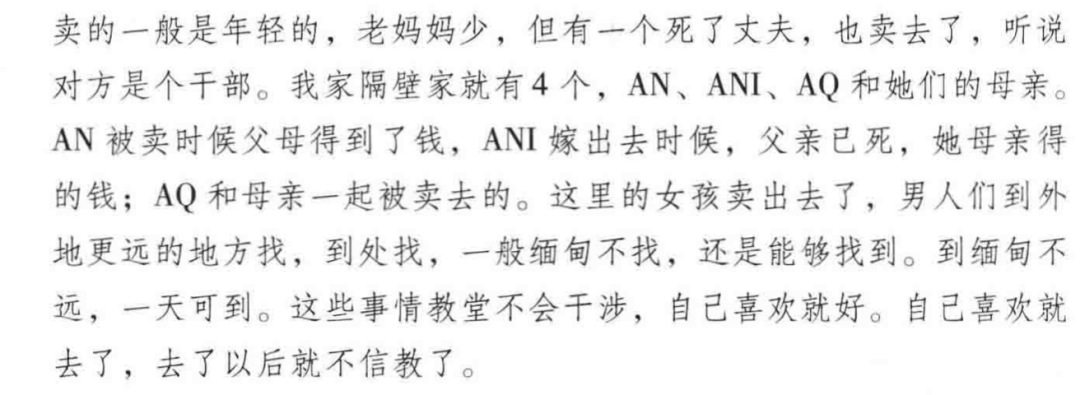 卖的一般是年轻的，老妈妈少，但有一个死了丈夫，也卖去了，听说
对方是个干部。我家隔壁家就有4个，AN、ANI、AQ和她们的母亲。
AN被卖时候父母得到了钱，ANI嫁出去时候，父亲已死，她母亲得
的钱；AQ和母亲一起被卖去的。这里的女孩卖出去了，男人们到外
地更远的地方找，到处找，一般缅甸不找，还是能够找到。到缅甸不
远，一天可到。这些事情教堂不会干涉，自己喜欢就好。自己喜欢就
去了，去了以后就不信教了。